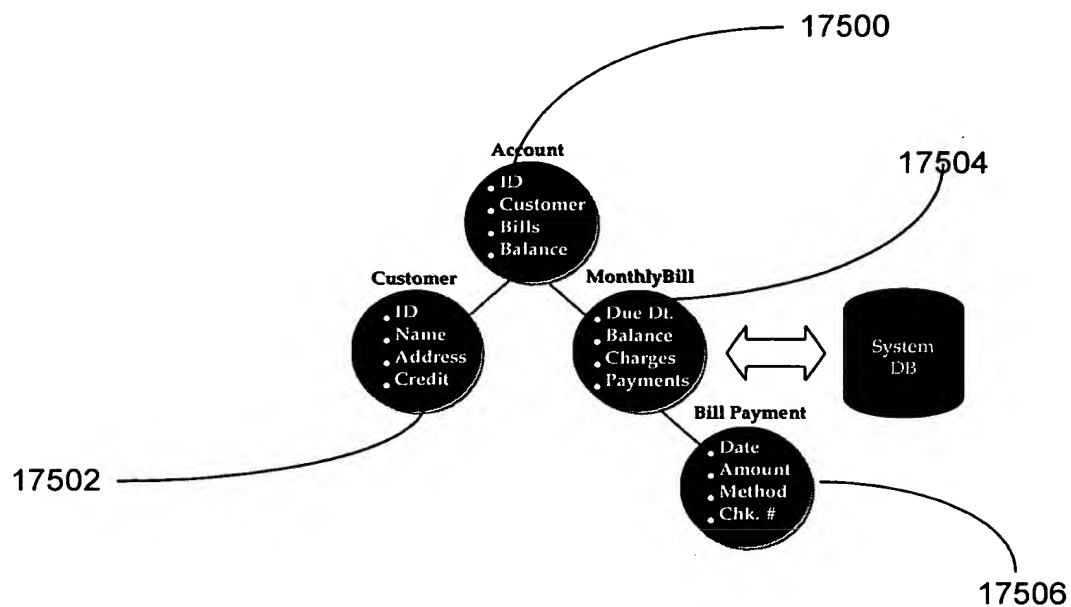 17500
Account
• ID
• Customer
• Bills
• Balance
17504
Customer
• ID
• Name
• Address
• Credit
MonthlyBill
• Due Dt.
• Balance
• Charges
• Payments
System
DB
Bill Payment
• Date
• Amount
• Method
• Chk. #
17502
17506